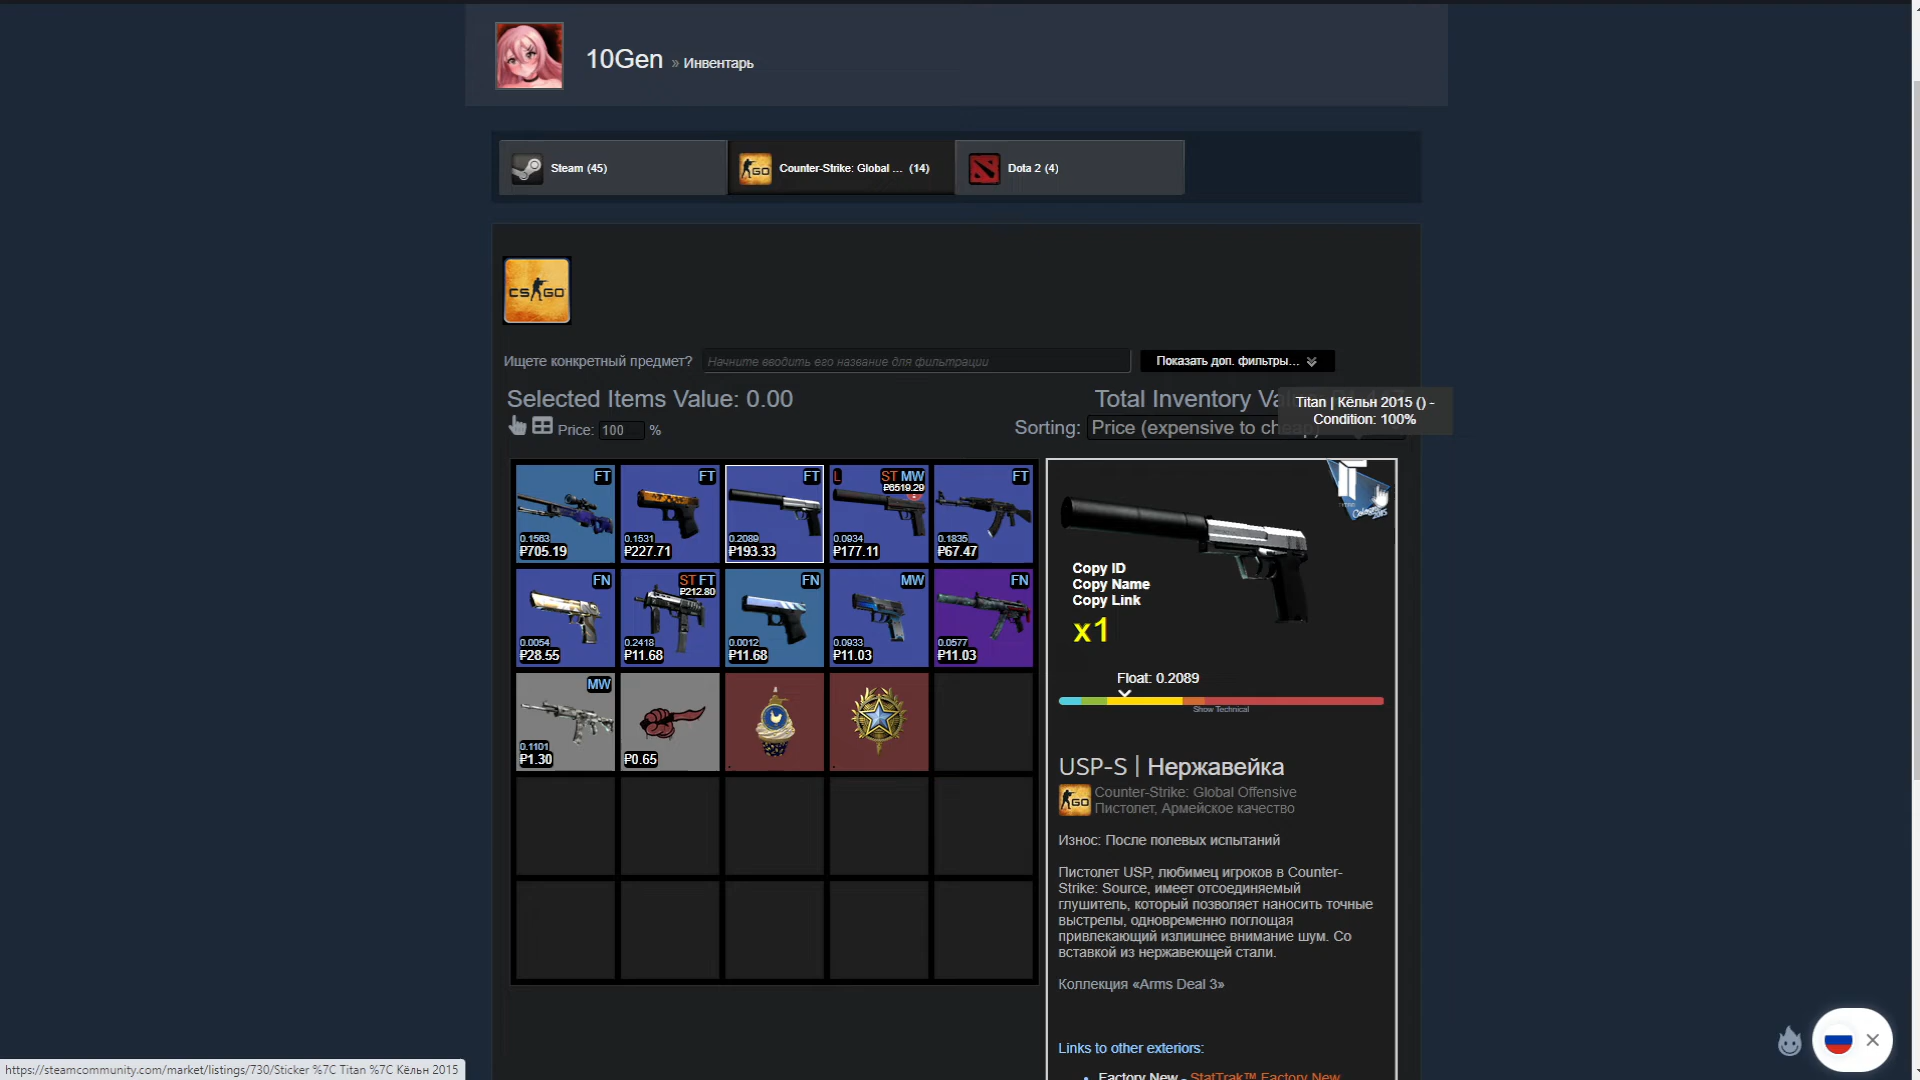 10Gen » Инвентарь
Steam (45)
Counter-Strike: Global ... (14)
Dota 2 (4)
CS GO
Ищете конкретный предмет?
Начните вводить его название для фильтрации
Показать доп. фильтры...
Selected Items Value: 0.00
Total Inventory Va
Titan | Кёльн 2015 () -
Condition: 100%
Price: 100 %
Sorting: Price (expensive to cheap)
FT
0.1563
₽705.19
FT
0.1531
₽227.71
FT
0.2089
₽193.33
L
ST MW
₽6519.29
0.0934
₽177.11
FT
0.1835
₽67.47
FN
0.0054
₽28.55
ST FT
₽212.80
0.2418
₽11.68
FN
0.0012
₽11.68
MW
0.0933
₽11.03
FN
0.0577
₽11.03
MW
0.1101
₽1.30
₽0.65
Copy ID
Copy Name
Copy Link
x1
Float: 0.2089
Show Technical
USP-S | Нержавейка
GO
Counter-Strike: Global Offensive
Пистолет, Армейское качество
Износ: После полевых испытаний
Пистолет USP, любимец игроков в Counter-
Strike: Source, имеет отсоединяемый
глушитель, который позволяет наносить точные
выстрелы, одновременно поглощая
привлекающий излишнее внимание шум. Со
вставкой из нержавеющей стали.
Коллекция «Arms Deal 3»
Links to other exteriors:
Factory New - StatTrak™ Factory New
https://steamcommunity.com/market/listings/730/Sticker %7C Titan %7C Кёльн 2015